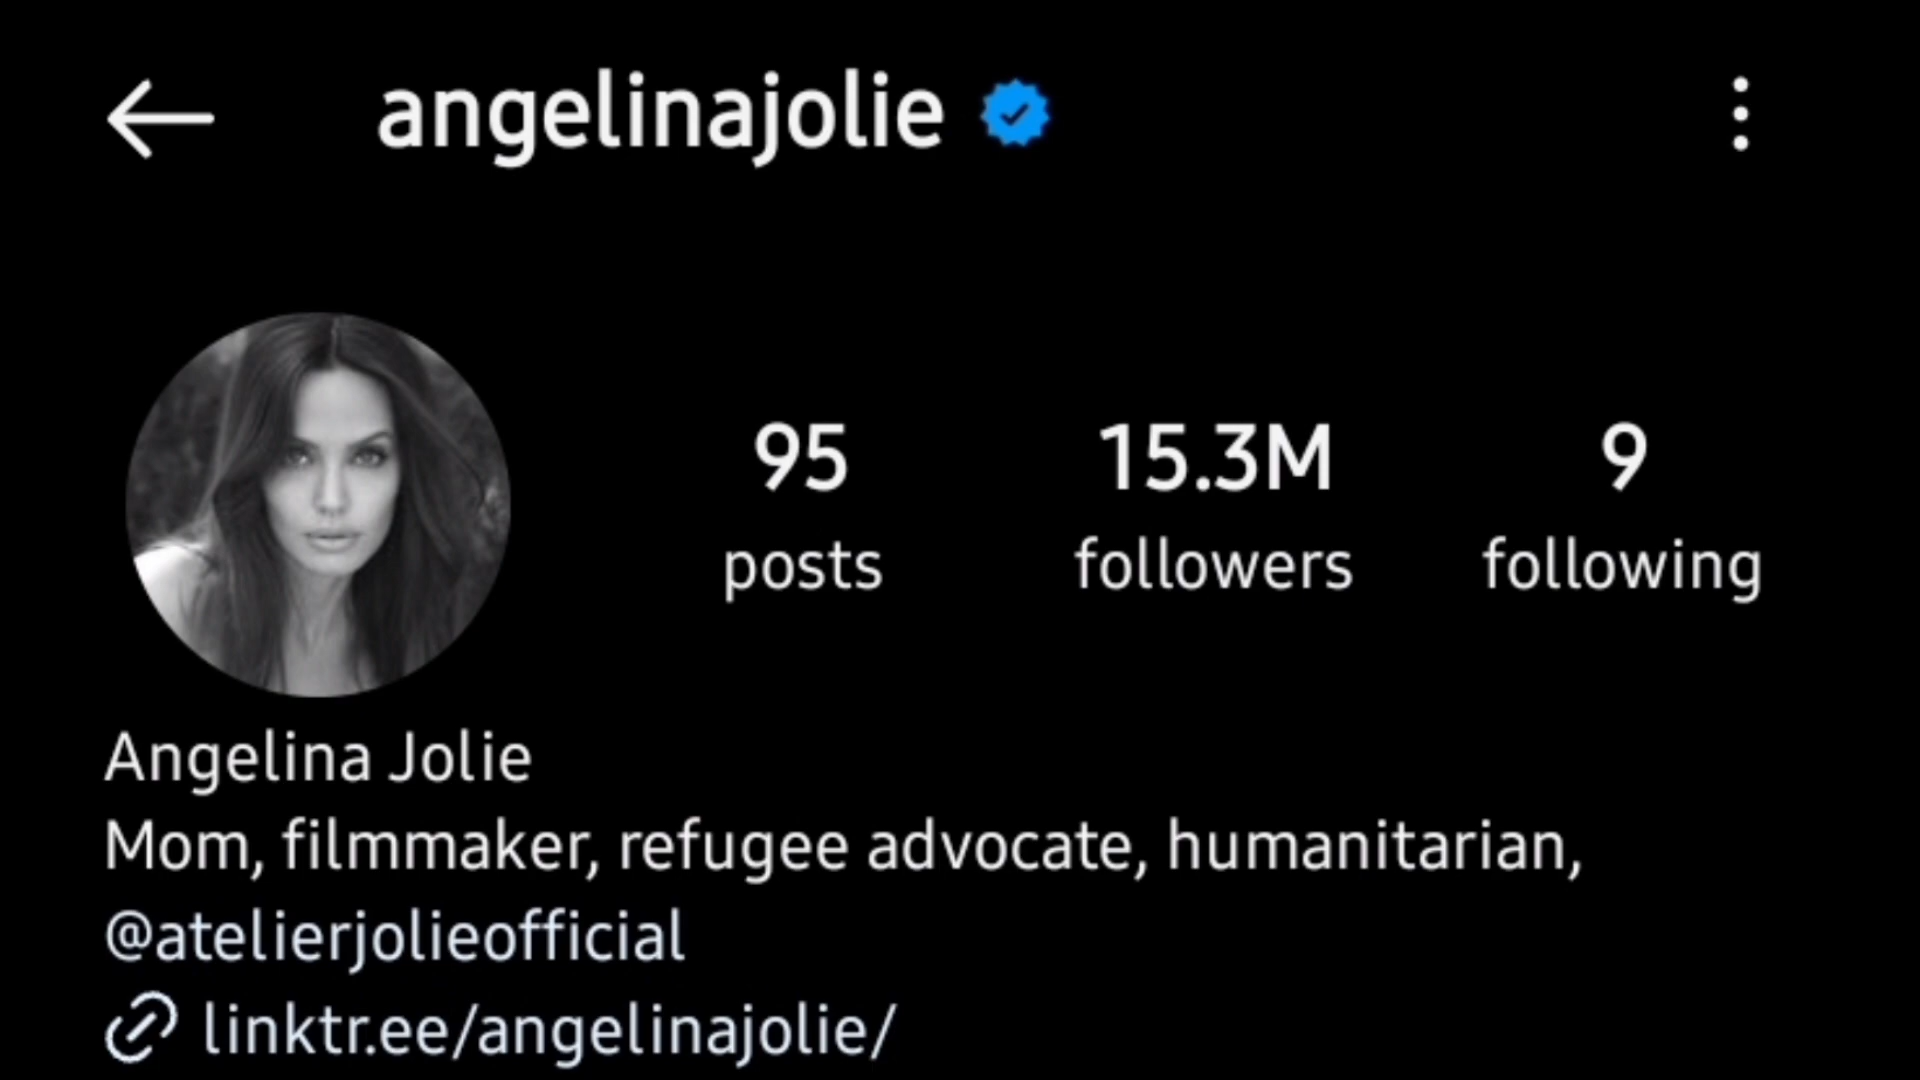 angelinajolie
95 15.3M 9
posts followers following
Angelina Jolie
Mom, filmmaker, refugee advocate, humanitarian,
@atelierjolieofficial
linktr.ee/angelinajolie/